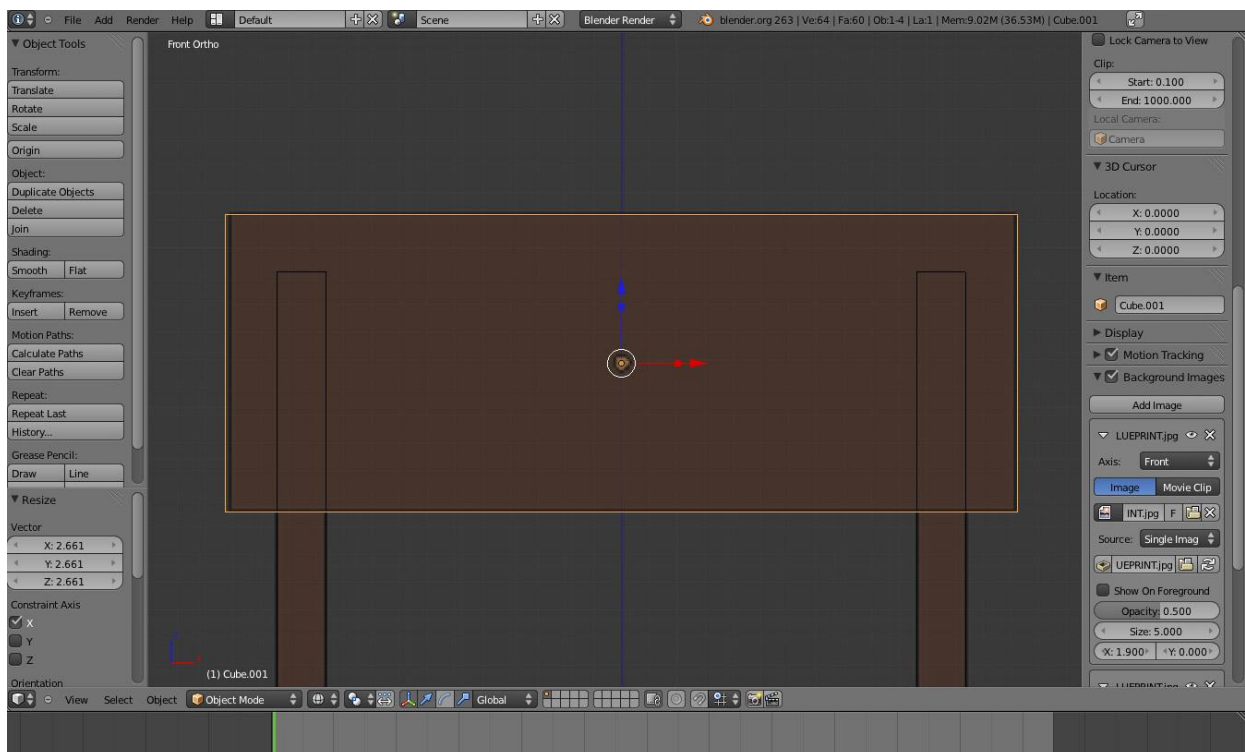 File Add Render Help Default Scene Blender Render blender.org 263 | Ve:64 | Fa:60 | Ob:1-4 | La:1 | Mem:9.02M (36.53M) | Cube.001
Object Tools
Transform:
Translate
Rotate
Scale
Origin
Object:
Duplicate Objects
Delete
Join
Shading:
Smooth Flat
Keyframes:
Insert Remove
Motion Paths:
Calculate Paths
Clear Paths
Repeat:
Repeat Last
History...
Grease Pencil:
Draw Line
Resize
Vector
X: 2.661
Y: 2.661
Z: 2.661
Constraint Axis
X
Y
Z
Orientation
Front Ortho
(1) Cube.001
Lock Camera to View
Clip:
Start: 0.100
End: 1000.000
Local Camera:
Camera
3D Cursor
Location:
X: 0.0000
Y: 0.0000
Z: 0.0000
Item
Cube.001
Display
Motion Tracking
Background Images
Add Image
LUEPRINT.jpg
Axis: Front
Image Movie Clip
INT.jpg F
Source: Single Imag
UEPRINT.jpg
Show On Foreground
Opacity: 0.500
Size: 5.000
X: 1.900 Y: 0.000
View Select Object Object Mode Global